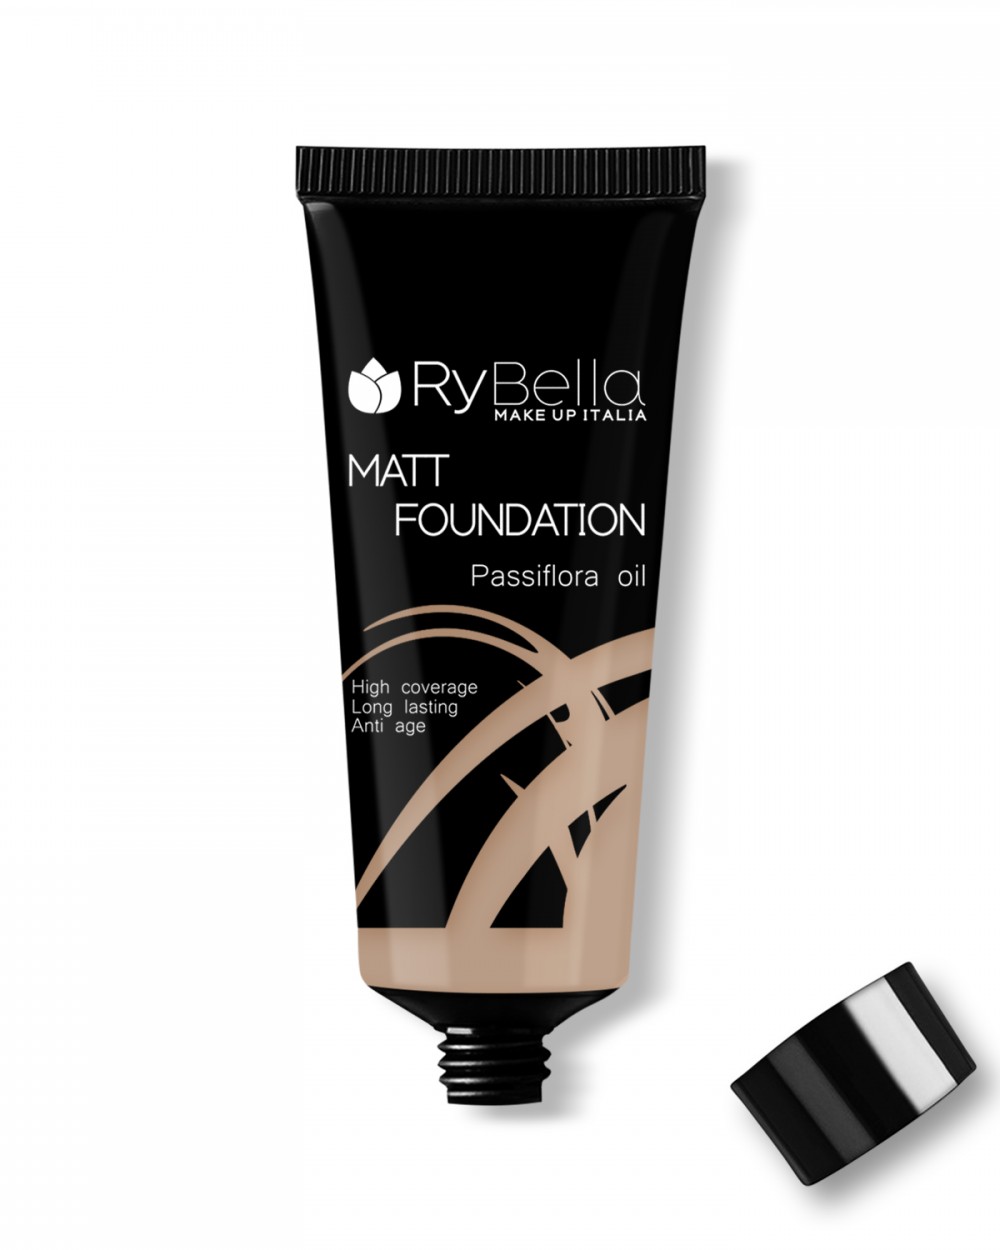 RyBella
MAKE UP ITALIA
MATT
FOUNDATION
Passiflora oil
High coverage
Long lasting
Anti age